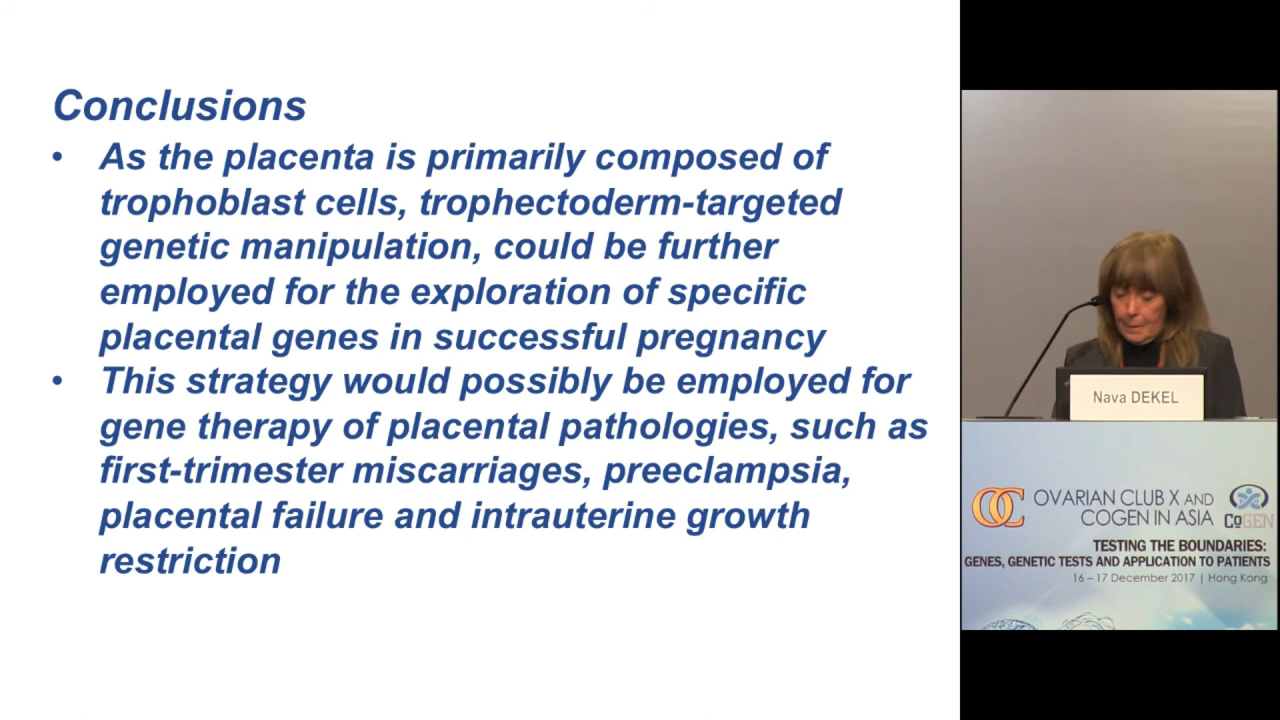 Conclusions
• As the placenta is primarily composed of
trophoblast cells, trophectoderm-targeted
genetic manipulation, could be further
employed for the exploration of specific
placental genes in successful pregnancy
• This strategy would possibly be employed for
gene therapy of placental pathologies, such as
first-trimester miscarriages, preeclampsia,
placental failure and intrauterine growth
restriction
Nava DEKEL
OC OVARIAN CLUB X AND
COGEN IN ASIA
CoGEN
TESTING THE BOUNDARIES:
GENES, GENETIC TESTS AND APPLICATION TO PATIENTS
16 – 17 December 2017 | Hong Kong